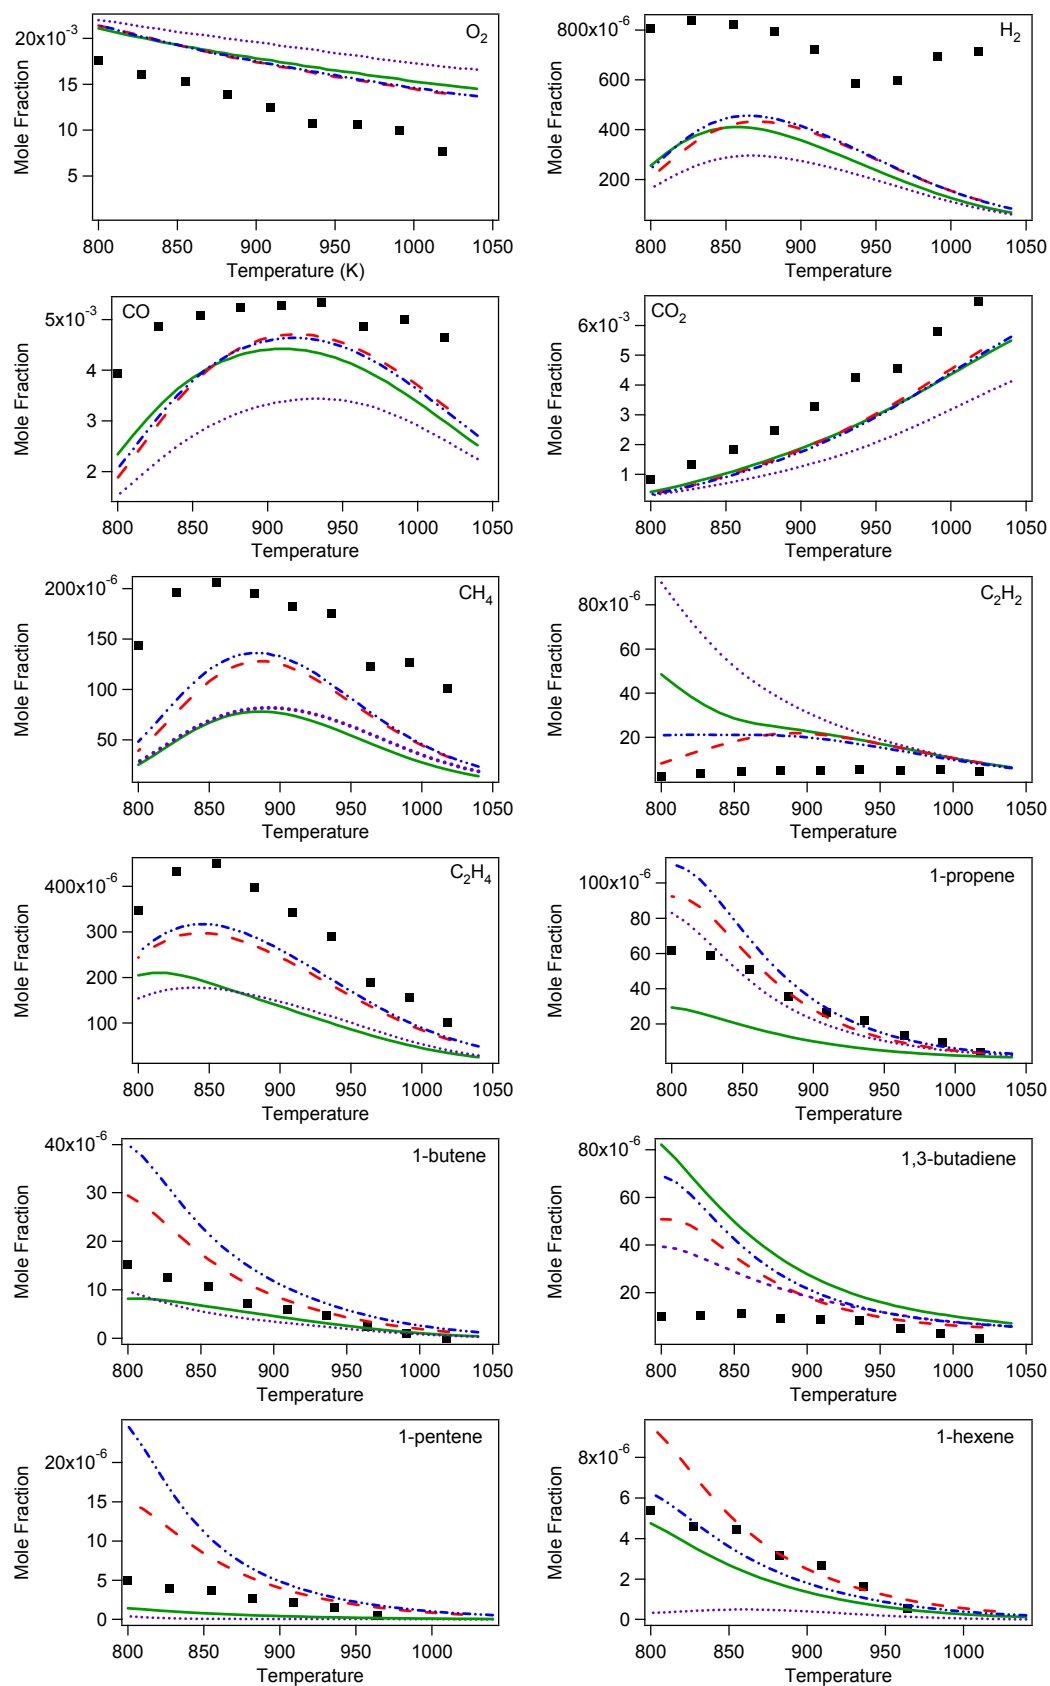 O2
20x10-3
15
10
5
Mole Fraction
800 850 900 950 1000 1050
Temperature (K)
H2
800x10-6
600
400
200
Mole Fraction
800 850 900 950 1000 1050
Temperature
CO
5x10-3
4
3
2
Mole Fraction
800 850 900 950 1000 1050
Temperature
CO2
6x10-3
5
4
3
2
1
Mole Fraction
800 850 900 950 1000 1050
Temperature
CH4
200x10-6
150
100
50
Mole Fraction
800 850 900 950 1000 1050
Temperature
C2H2
80x10-6
60
40
20
Mole Fraction
800 850 900 950 1000 1050
Temperature
C2H4
400x10-6
300
200
100
Mole Fraction
800 850 900 950 1000 1050
Temperature
1-propene
100x10-6
80
60
40
20
Mole Fraction
800 850 900 950 1000 1050
Temperature
1-butene
40x10-6
30
20
10
0
Mole Fraction
800 850 900 950 1000 1050
Temperature
1,3-butadiene
80x10-6
60
40
20
Mole Fraction
800 850 900 950 1000 1050
Temperature
1-pentene
20x10-6
15
10
5
0
Mole Fraction
800 850 900 950 1000
Temperature
1-hexene
8x10-6
6
4
2
0
Mole Fraction
800 850 900 950 1000
Temperature